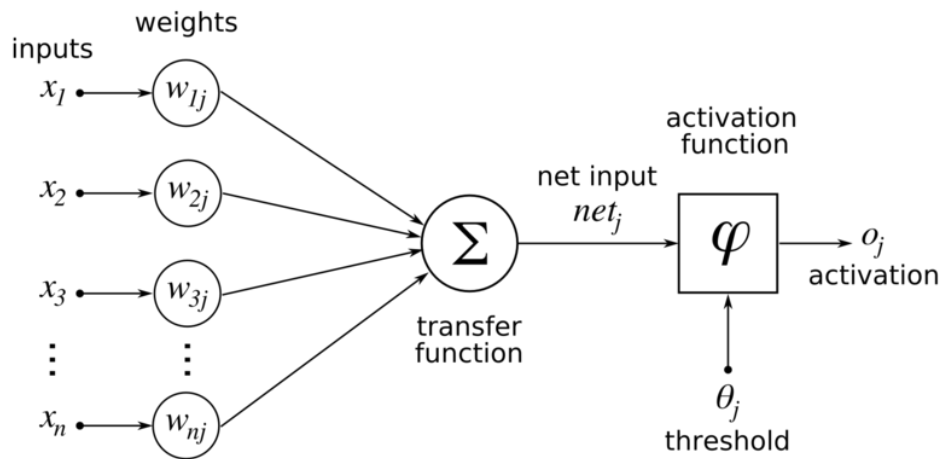 weights
inputs
x₁
w₁ⱼ
x₂
w₂ⱼ
x₃
w₃ⱼ
⋮
⋮
xₙ
wₙⱼ
Σ
transfer
function
net input
netⱼ
activation
function
φ
oⱼ
activation
θⱼ
threshold